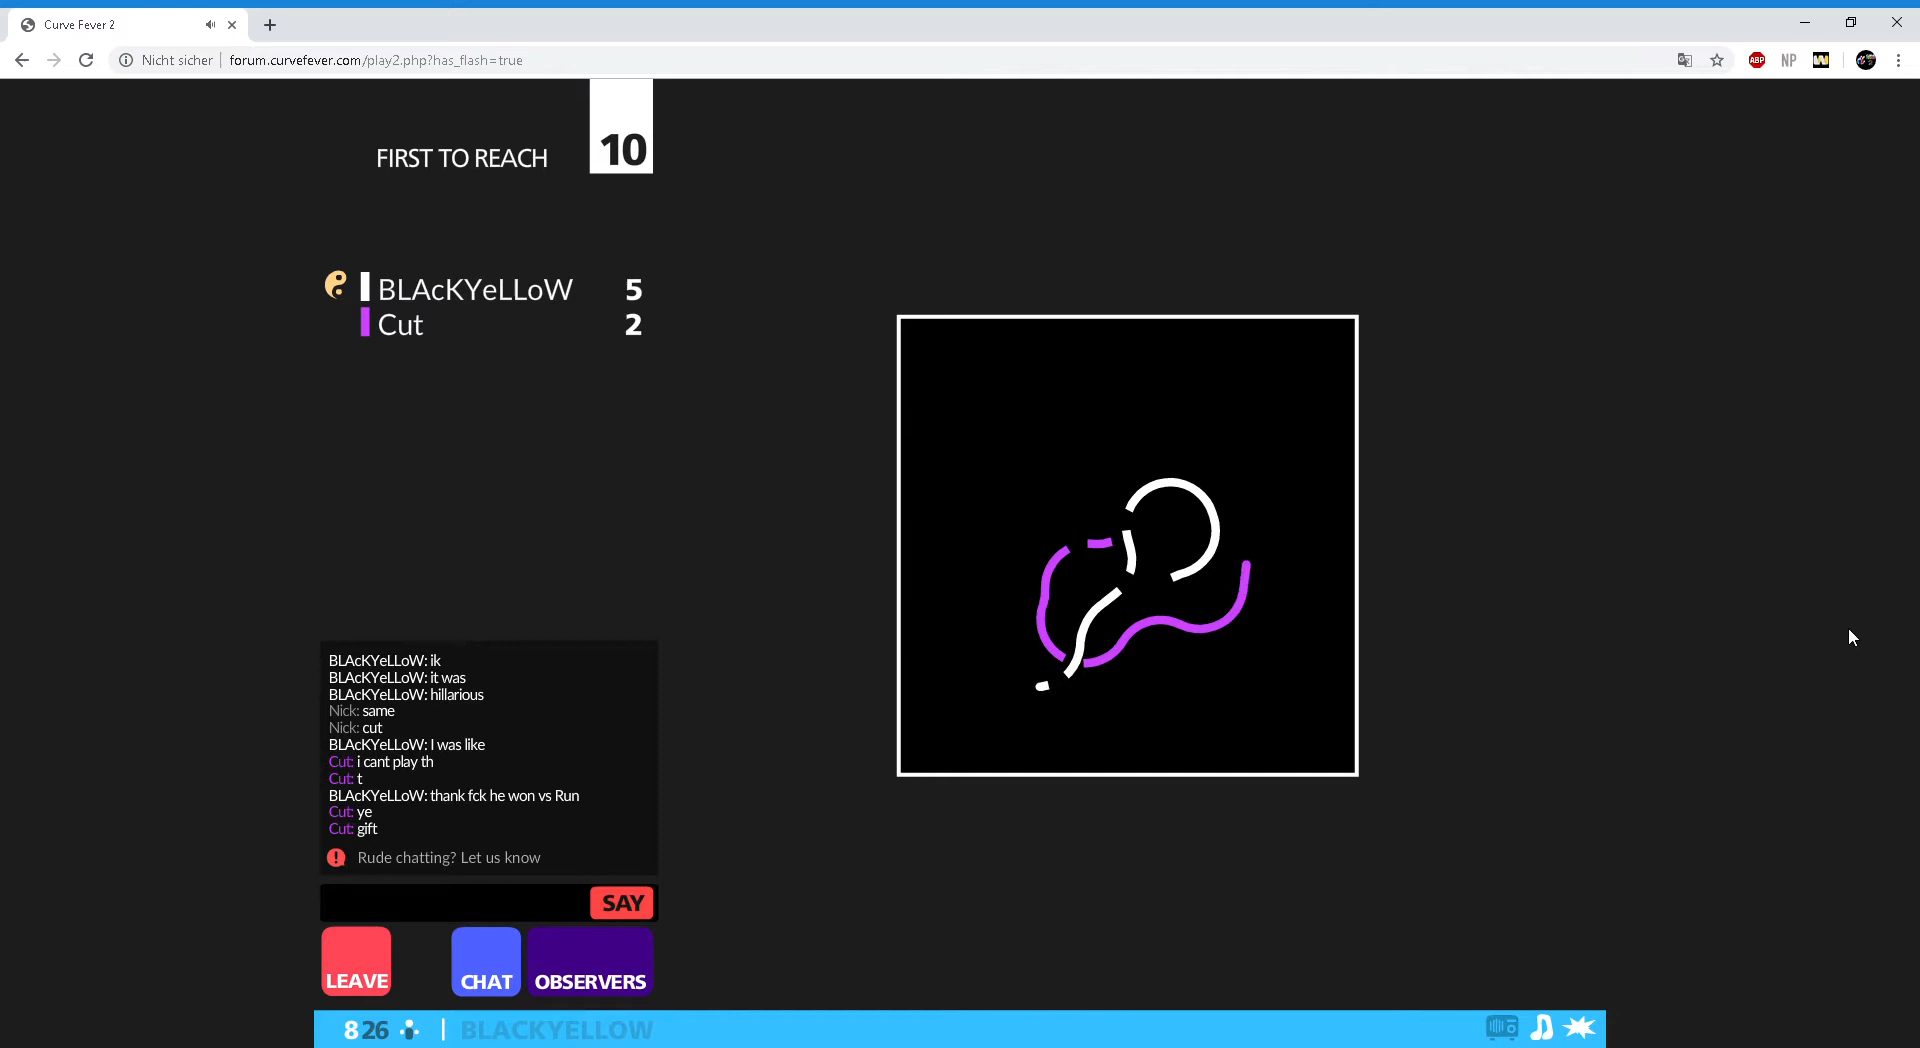 Curve Fever 2
Nicht sicher forum.curvefever.com/play2.php?has_flash=true
ABP NP W
FIRST TO REACH 10
BLAcKYeLLoW 5
Cut 2
BLAcKYeLLoW: ik
BLAcKYeLLoW: it was
BLAcKYeLLoW: hillarious
Nick: same
Nick: cut
BLAcKYeLLoW: I was like
Cut: i cant play th
Cut: t
BLAcKYeLLoW: thank fck he won vs Run
Cut: ye
Cut: gift
Rude chatting? Let us know
SAY
LEAVE CHAT OBSERVERS
826 BLACKYELLOW